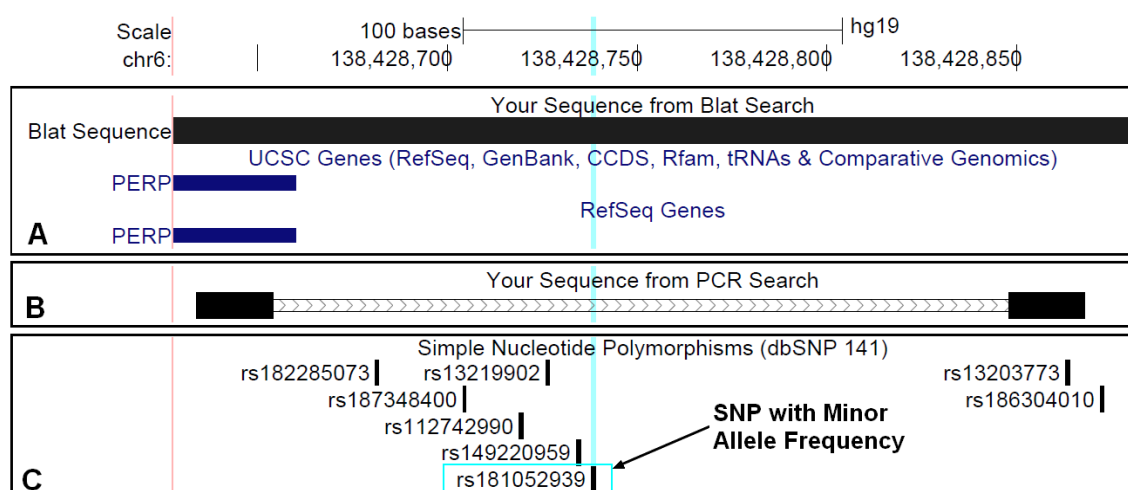 Scale 100 bases hg19
chr6: 138,428,700 138,428,750 138,428,800 138,428,850
Your Sequence from Blat Search
Blat Sequence
UCSC Genes (RefSeq, GenBank, CCDS, Rfam, tRNAs & Comparative Genomics)
PERP
RefSeq Genes
PERP
A
Your Sequence from PCR Search
B
Simple Nucleotide Polymorphisms (dbSNP 141)
rs182285073 rs13219902 rs13203773
rs187348400 rs186304010
rs112742990
rs149220959
rs181052939
SNP with Minor
Allele Frequency
C